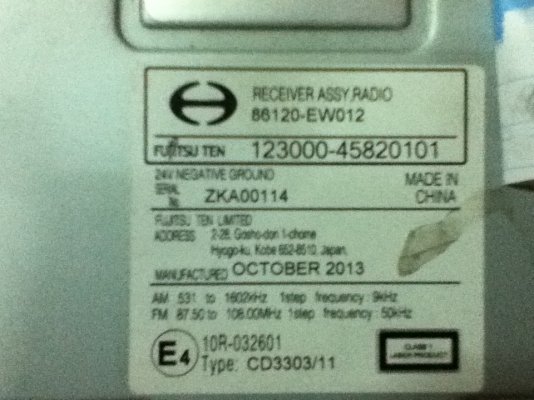 RECEIVER ASSY,RADIO
86120-EW012
FUJITSU TEN 123000-45820101
24V NEGATIVE GROUND
MADE IN CHINA
SERIAL No. ZKA00114
FUJITSU TEN LIMITED
ADDRESS 2-28, Gosho-dori 1-chome
Hyogo-ku, Kobe 652-8510, Japan,
MANUFACTURED OCTOBER 2013
AM 531 to 1602kHz 1step frequency : 9kHz
FM 87.50 to 108.00MHz 1step frequency : 50kHz
E4 10R-032601
Type: CD3303/11
CLASS 1
LASER PRODUCT